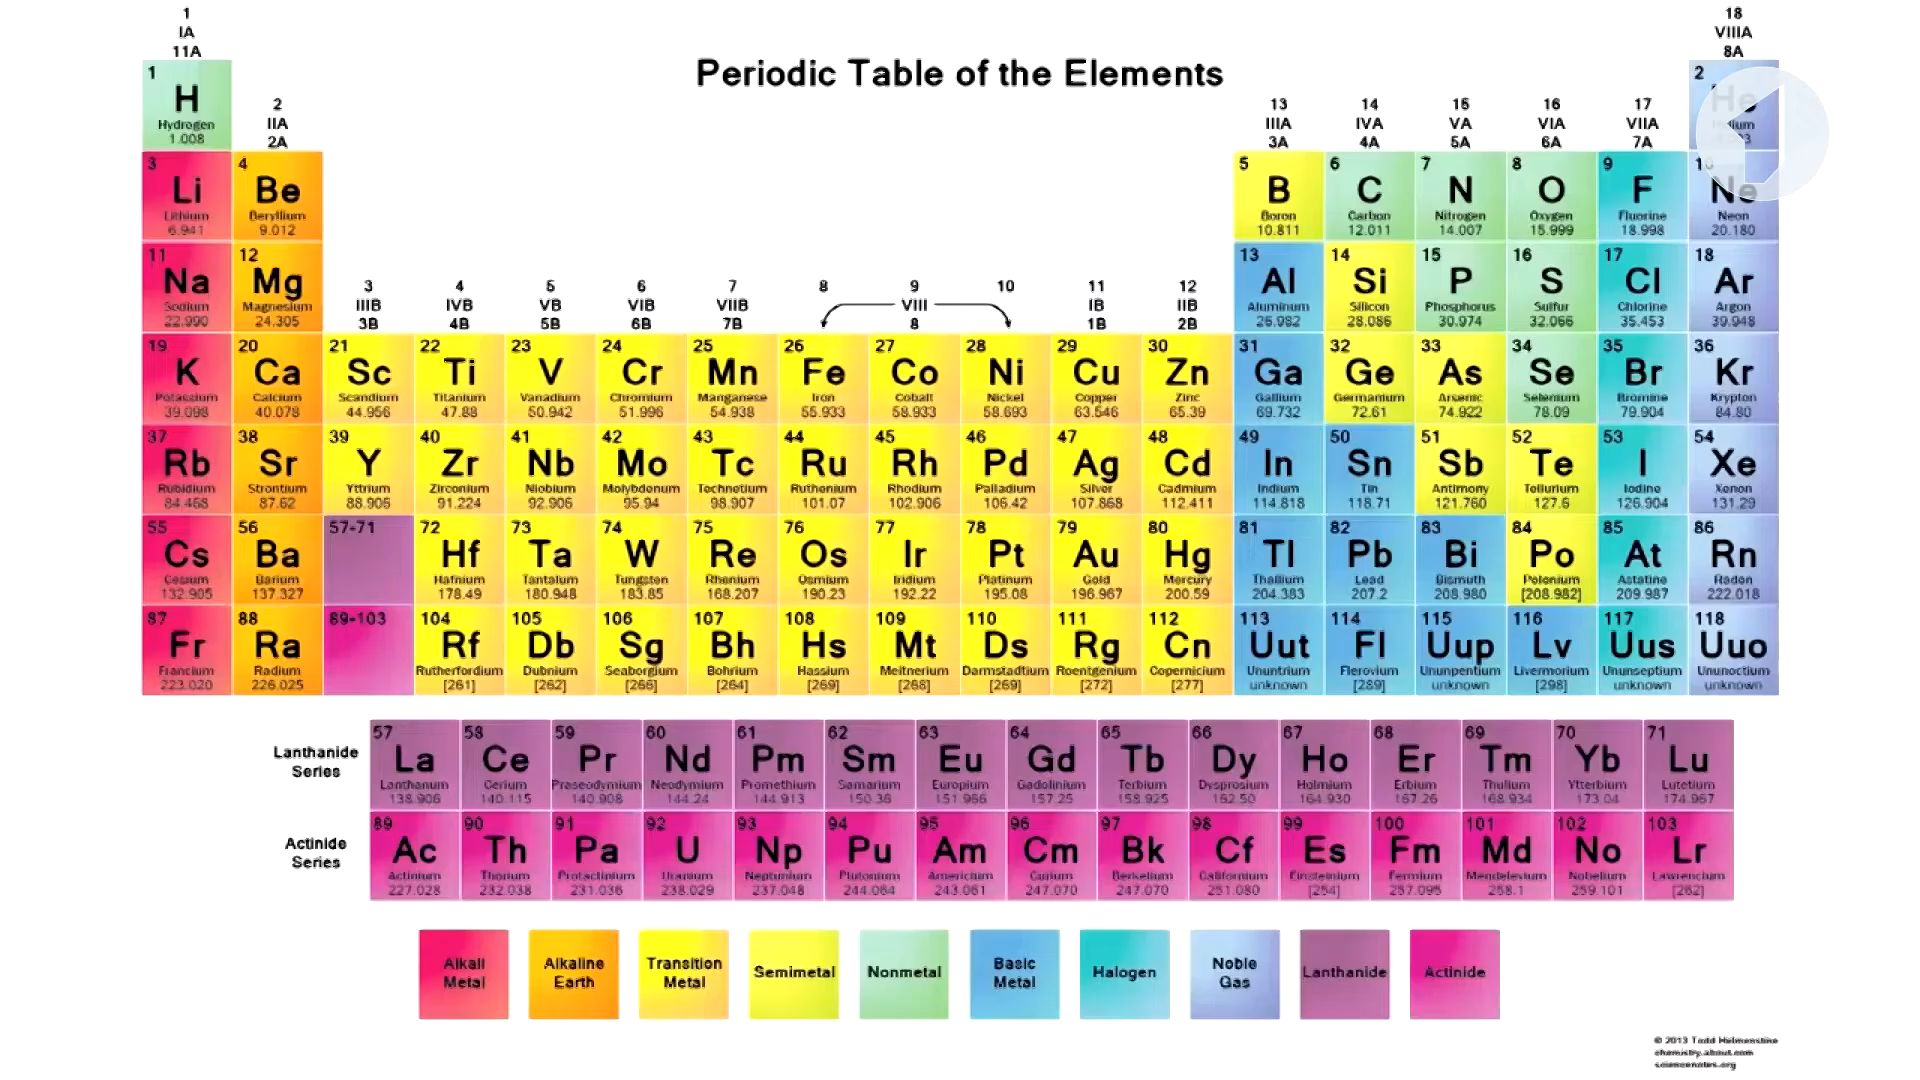 1
IA
11A
18
VIIIA
8A
Periodic Table of the Elements
1
H
Hydrogen
1.008
2
IIA
2A
13
IIIA
3A
14
IVA
4A
15
VA
5A
16
VIA
6A
17
VIIA
7A
2
He
3
Li
Lithium
6.941
4
Be
Beryllium
9.012
5
B
Boron
10.811
6
C
Carbon
12.011
7
N
Nitrogen
14.007
8
O
Oxygen
15.999
9
F
Fluorine
18.998
10
Ne
Neon
20.180
11
Na
Sodium
22.990
12
Mg
Magnesium
24.305
3
IIIB
3B
4
IVB
4B
5
VB
5B
6
VIB
6B
7
VIIB
7B
8
9
10
VIII
8
11
IB
1B
12
IIB
2B
13
Al
Aluminum
26.982
14
Si
Silicon
28.086
15
P
Phosphorus
30.974
16
S
Sulfur
32.066
17
Cl
Chlorine
35.453
18
Ar
Argon
39.948
19
K
Potassium
39.098
20
Ca
Calcium
40.078
21
Sc
Scandium
44.956
22
Ti
Titanium
47.88
23
V
Vanadium
50.942
24
Cr
Chromium
51.996
25
Mn
Manganese
54.938
26
Fe
Iron
55.933
27
Co
Cobalt
58.933
28
Ni
Nickel
58.693
29
Cu
Copper
63.546
30
Zn
Zinc
65.39
31
Ga
Gallium
69.732
32
Ge
Germanium
72.61
33
As
Arsenic
74.922
34
Se
Selenium
78.09
35
Br
Bromine
79.904
36
Kr
Krypton
84.80
37
Rb
Rubidium
84.468
38
Sr
Strontium
87.62
39
Y
Yttrium
88.906
40
Zr
Zirconium
91.224
41
Nb
Niobium
92.906
42
Mo
Molybdenum
95.94
43
Tc
Technetium
98.907
44
Ru
Ruthenium
101.07
45
Rh
Rhodium
102.906
46
Pd
Palladium
106.42
47
Ag
Silver
107.868
48
Cd
Cadmium
112.411
49
In
Indium
114.818
50
Sn
Tin
118.71
51
Sb
Antimony
121.760
52
Te
Tellurium
127.6
53
I
Iodine
126.904
54
Xe
Xenon
131.29
55
Cs
Cesium
132.905
56
Ba
Barium
137.327
57-71
72
Hf
Hafnium
178.49
73
Ta
Tantalum
180.948
74
W
Tungsten
183.85
75
Re
Rhenium
168.207
76
Os
Osmium
190.23
77
Ir
Iridium
192.22
78
Pt
Platinum
195.08
79
Au
Gold
196.967
80
Hg
Mercury
200.59
81
Tl
Thallium
204.383
82
Pb
Lead
207.2
83
Bi
Bismuth
208.980
84
Po
Polonium
[208.982]
85
At
Astatine
209.987
86
Rn
Radon
222.018
87
Fr
Francium
223.020
88
Ra
Radium
226.025
89-103
104
Rf
Rutherfordium
[261]
105
Db
Dubnium
[262]
106
Sg
Seaborgium
[266]
107
Bh
Bohrium
[264]
108
Hs
Hassium
[269]
109
Mt
Meitnerium
[268]
110
Ds
Darmstadtium
[269]
111
Rg
Roentgenium
[272]
112
Cn
Copernicium
[277]
113
Uut
Ununtrium
unknown
114
Fl
Flerovium
[289]
115
Uup
Ununpentium
unknown
116
Lv
Livermorium
[298]
117
Uus
Ununseptium
unknown
118
Uuo
Ununoctium
unknown
Lanthanide
Series
57
La
Lanthanum
138.906
58
Ce
Cerium
140.115
59
Pr
Praseodymium
140.908
60
Nd
Neodymium
144.24
61
Pm
Promethium
144.913
62
Sm
Samarium
150.36
63
Eu
Europium
151.966
64
Gd
Gadolinium
157.25
65
Tb
Terbium
158.925
66
Dy
Dysprosium
162.50
67
Ho
Holmium
164.930
68
Er
Erbium
167.26
69
Tm
Thulium
168.934
70
Yb
Ytterbium
173.04
71
Lu
Lutetium
174.967
Actinide
Series
89
Ac
Actinium
227.028
90
Th
Thorium
232.038
91
Pa
Protactinium
231.036
92
U
Uranium
238.029
93
Np
Neptunium
237.048
94
Pu
Plutonium
244.064
95
Am
Americium
243.061
96
Cm
Curium
247.070
97
Bk
Berkelium
247.070
98
Cf
Californium
251.080
99
Es
Einsteinium
[254]
100
Fm
Fermium
257.095
101
Md
Mendelevium
258.1
102
No
Nobelium
259.101
103
Lr
Lawrencium
[262]
Alkali
Metal
Alkaline
Earth
Transition
Metal
Semimetal
Nonmetal
Basic
Metal
Halogen
Noble
Gas
Lanthanide
Actinide
© 2013 Todd Helmenstine
chemistry.about.com
sciencenotes.org